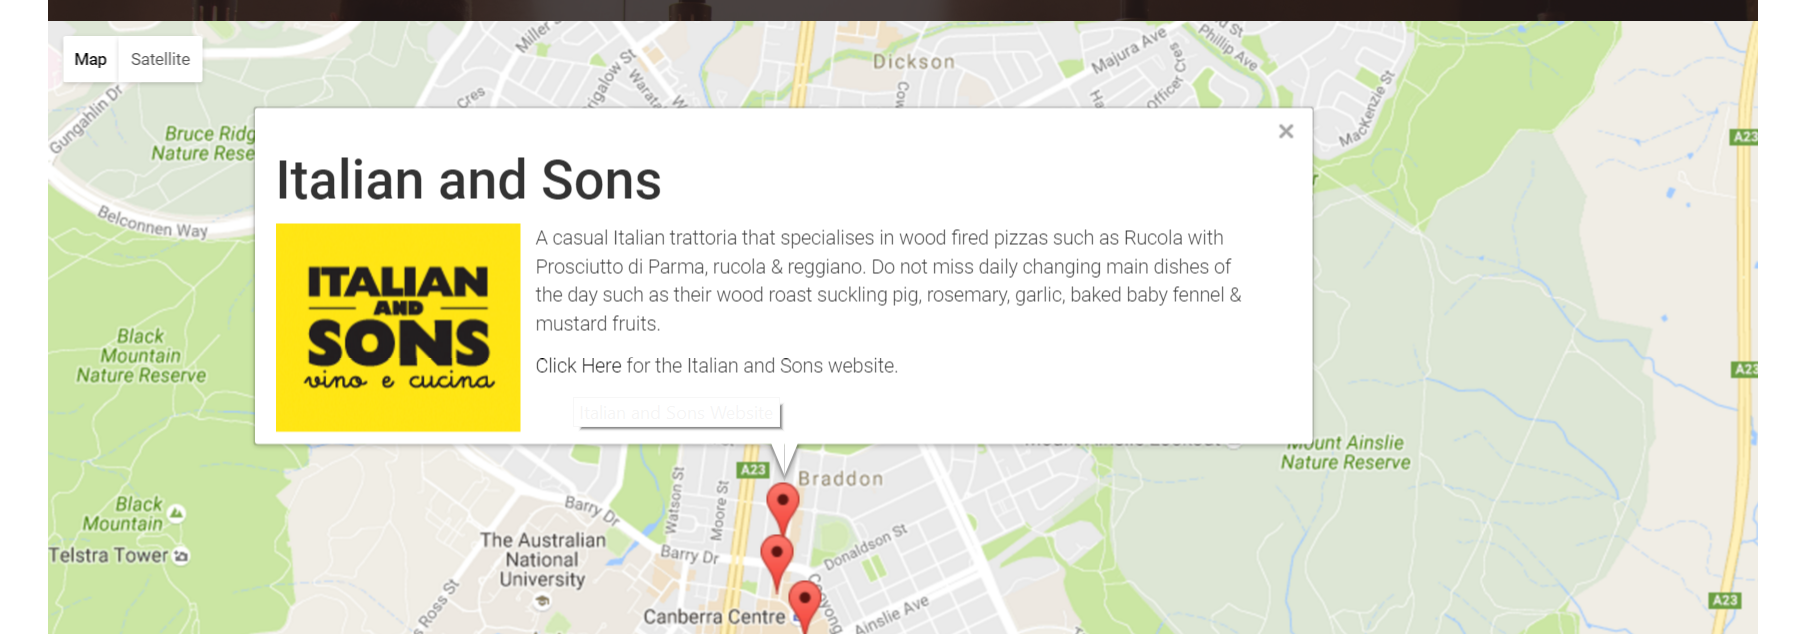 Map
Satellite
Dickson
Miller
Majura Ave
Phillip Ave
Cres
Officer Cres
MacKenzie St
Gungahlin Dr
A23
Nature Rese
Belconnen Way
×
Italian and Sons
ITALIAN
AND
SONS
vino e cucina
A casual Italian trattoria that specialises in wood fired pizzas such as Rucola with
Prosciutto di Parma, rucola & reggiano. Do not miss daily changing main dishes of
the day such as their wood roast suckling pig, rosemary, garlic, baked baby fennel &
mustard fruits.
Click Here for the Italian and Sons website.
Italian and Sons Website
Black
Mountain
Nature Reserve
A23
Mount Ainslie
Nature Reserve
A23
Braddon
Watson St
Moore St
Barry Dr
Black
Mountain
Telstra Tower
The Australian
National
University
Barry Dr
Donaldson St
Ross St
Canberra Centre
Ainslie Ave
A23